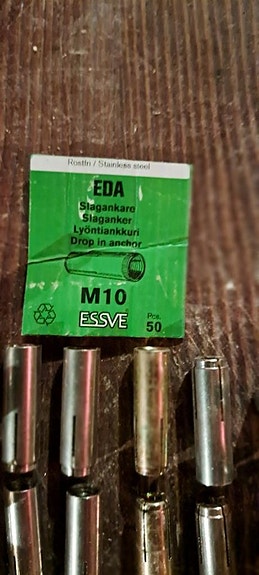 Rostfri / Stainless steel
EDA
Slagankare
Slaganker
Lyöntiankkuri
Drop in anchor
M10
ESSVE
Pcs.
50